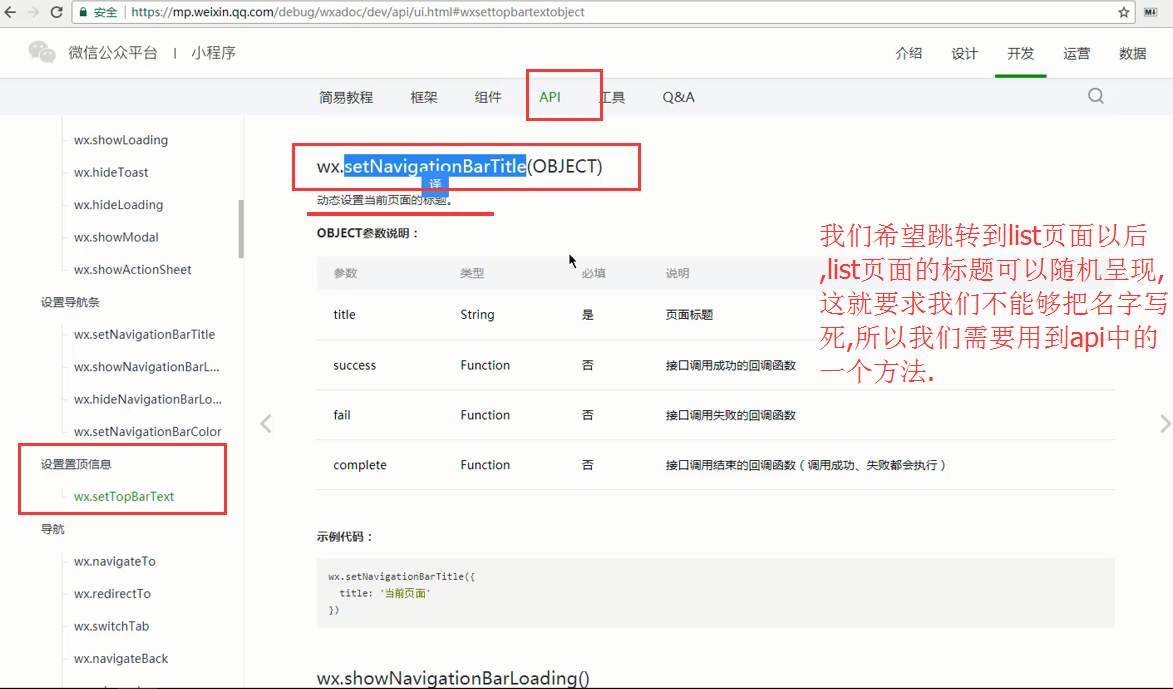 安全 | https://mp.weixin.qq.com/debug/wxadoc/dev/api/ui.html#wxsettopbartextobject
微信公众平台 | 小程序
介绍 设计 开发 运营 数据
简易教程 框架 组件 API 工具 Q&A
wx.showLoading
wx.hideToast
wx.hideLoading
wx.showModal
wx.showActionSheet
设置导航条
wx.setNavigationBarTitle
wx.showNavigationBarL...
wx.hideNavigationBarLo...
wx.setNavigationBarColor
设置置顶信息
wx.setTopBarText
导航
wx.navigateTo
wx.redirectTo
wx.switchTab
wx.navigateBack
wx.setNavigationBarTitle(OBJECT)
译
动态设置当前页面的标题。
OBJECT参数说明：
参数 类型 必填 说明
title String 是 页面标题
success Function 否 接口调用成功的回调函数
fail Function 否 接口调用失败的回调函数
complete Function 否 接口调用结束的回调函数（调用成功、失败都会执行）
示例代码：
wx.setNavigationBarTitle({
title: '当前页面'
})
wx.showNavigationBarLoading()
我们希望跳转到list页面以后
,list页面的标题可以随机呈现,
这就要求我们不能够把名字写
死,所以我们需要用到api中的
一个方法.